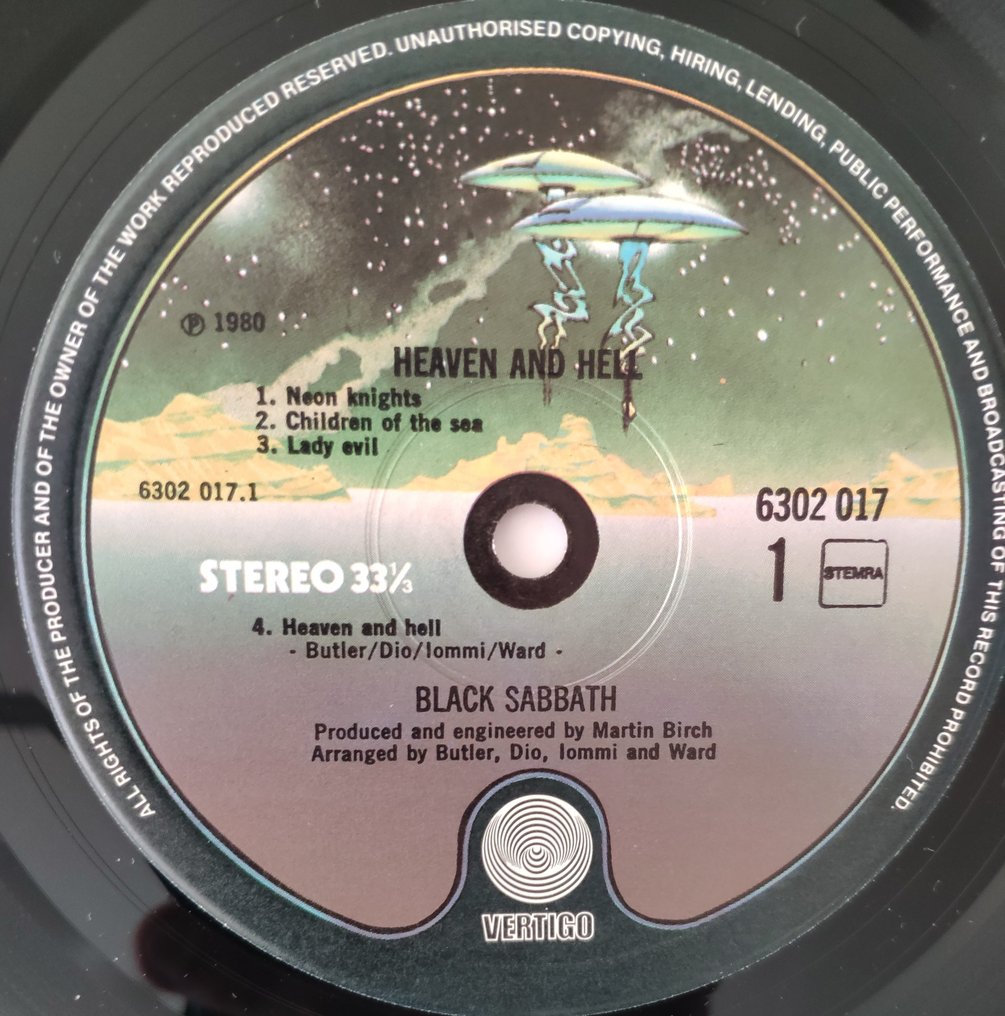 ALL RIGHTS OF THE PRODUCER AND OF THE OWNER OF THE WORK REPRODUCED RESERVED. UNAUTHORISED COPYING, HIRING, LENDING, PUBLIC PERFORMANCE AND BROADCASTING OF THIS RECORD PROHIBITED.
℗ 1980
HEAVEN AND HELL
1. Neon knights
2. Children of the sea
3. Lady evil
6302 017.1
6302 017
STEREO 33⅓
1
STEMRA
4. Heaven and hell
- Butler/Dio/Iommi/Ward -
BLACK SABBATH
Produced and engineered by Martin Birch
Arranged by Butler, Dio, Iommi and Ward
VERTIGO